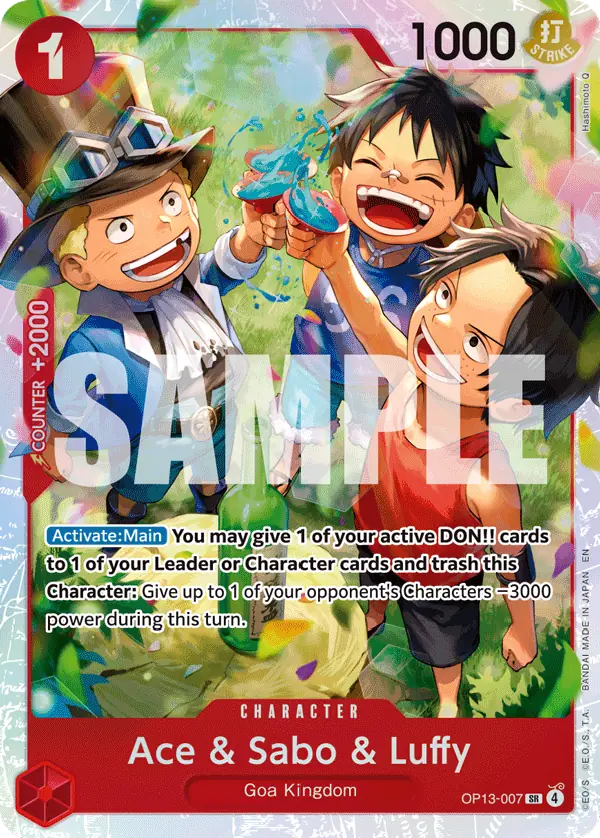 1
1000
打
STRIKE
Hashimoto Q
COUNTER +2000
SAMPLE
Activate:Main You may give 1 of your active DON!! cards
to 1 of your Leader or Character cards and trash this
Character: Give up to 1 of your opponent's Characters −3000
power during this turn.
CHARACTER
Ace & Sabo & Luffy
Goa Kingdom
OP13-007 SR 4
©E.O/S ©E.O./S., T.A. BANDAI MADE IN JAPAN EN